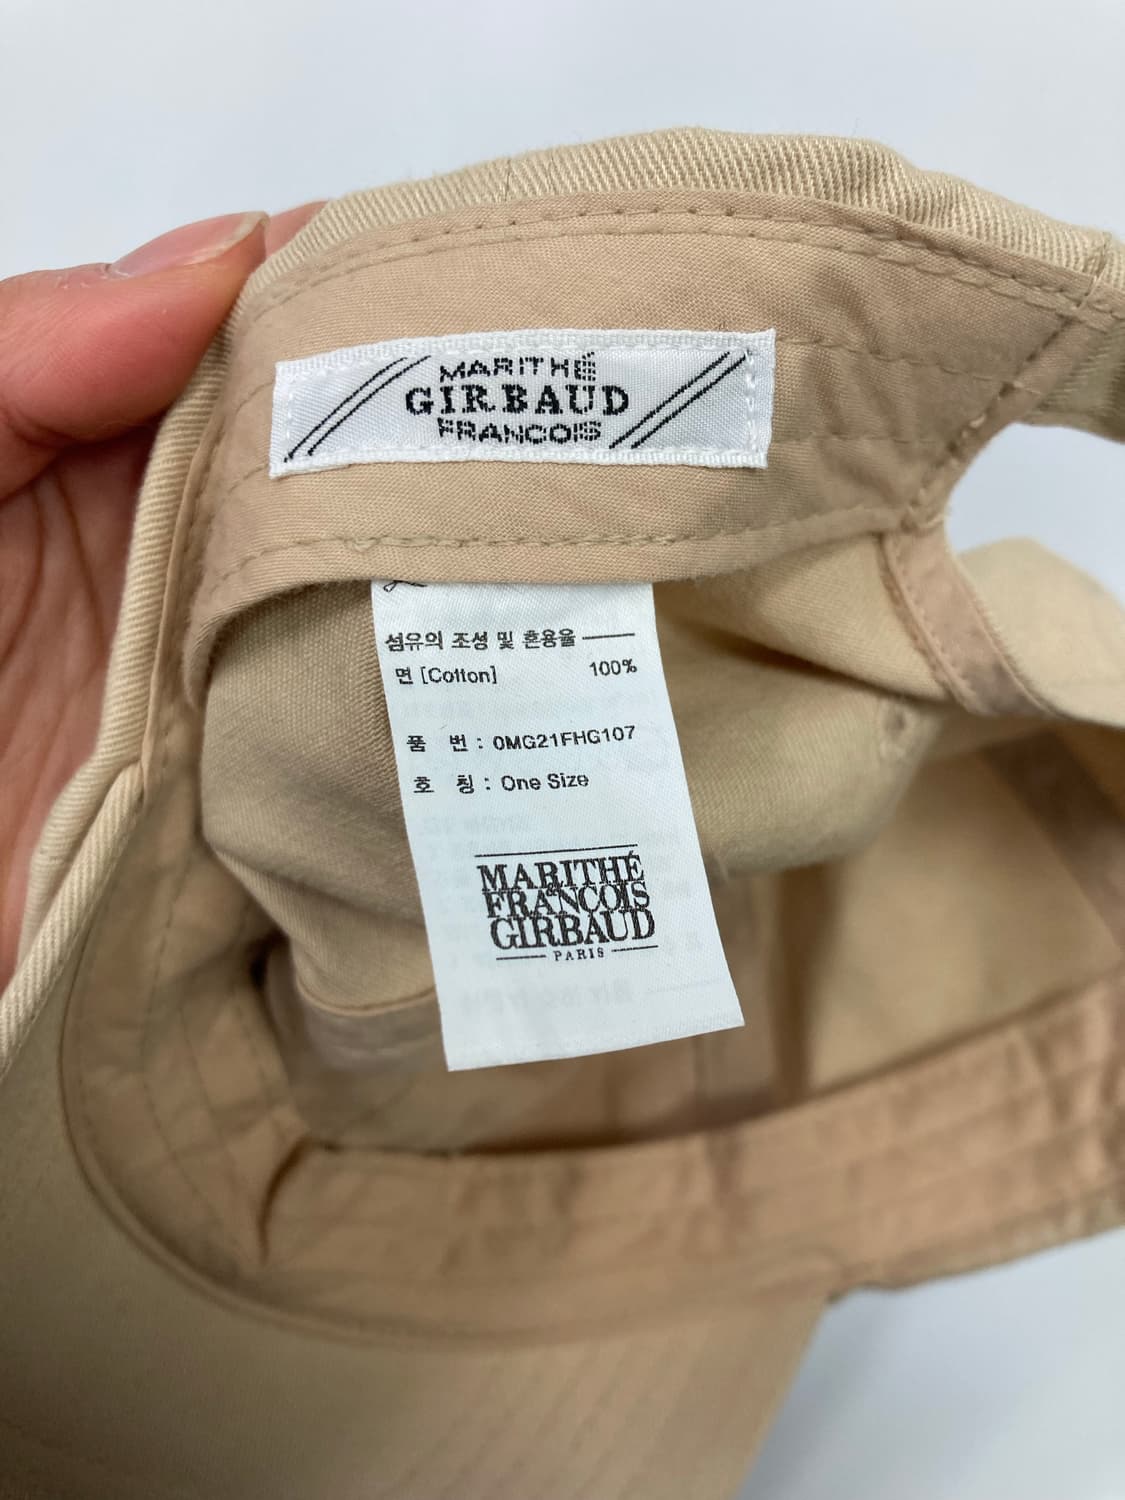 MARITHÉ
GIRBAUD
FRANCOIS
섬유의 조성 및 혼용율
면 [Cotton] 100%
품 번 : 0MG21FHG107
호 칭 : One Size
MARITHÉ
&
FRANCOIS
GIRBAUD
PARIS